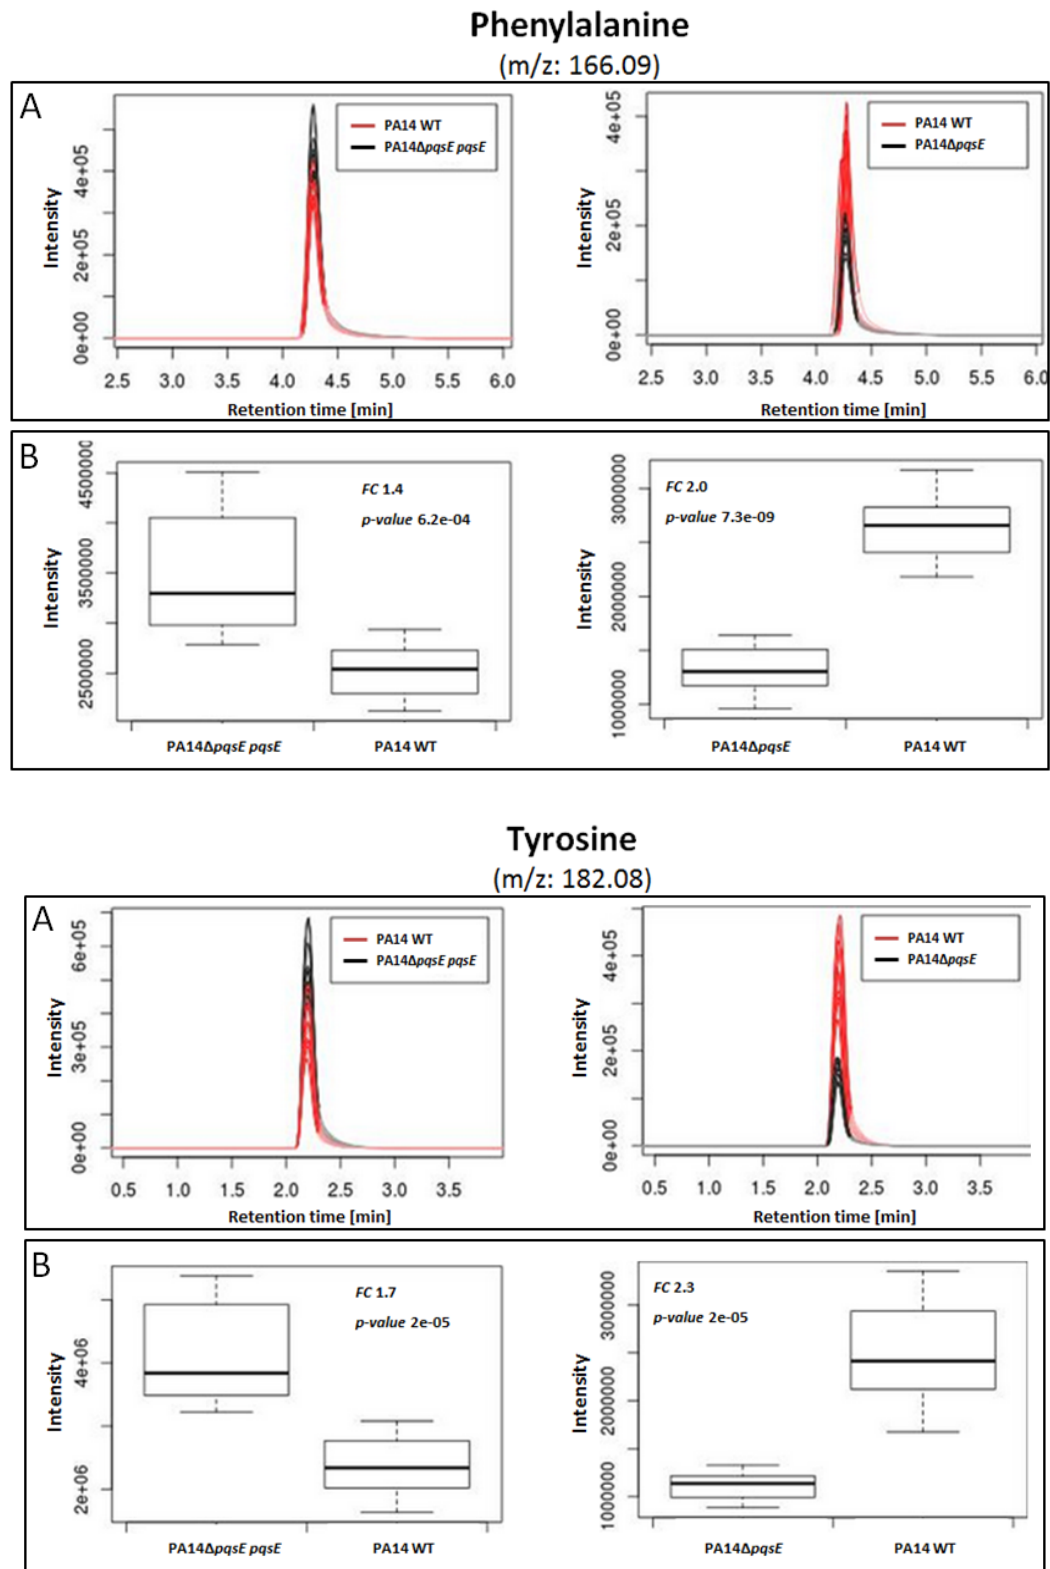 Phenylalanine
(m/z: 166.09)
A
PA14 WT
PA14ΔpqsE pqsE
Intensity
0e+00 2e+05 4e+05
2.5 3.0 3.5 4.0 4.5 5.0 5.5 6.0
Retention time [min]
PA14 WT
PA14ΔpqsE
Intensity
0e+00 2e+05 4e+05
2.5 3.0 3.5 4.0 4.5 5.0 5.5 6.0
Retention time [min]
B
FC 1.4
p-value 6.2e-04
Intensity
2500000 3500000 4500000
PA14ΔpqsE pqsE PA14 WT
FC 2.0
p-value 7.3e-09
Intensity
1000000 2000000 3000000
PA14ΔpqsE PA14 WT
Tyrosine
(m/z: 182.08)
A
PA14 WT
PA14ΔpqsE pqsE
Intensity
0e+00 3e+05 6e+05
0.5 1.0 1.5 2.0 2.5 3.0 3.5
Retention time [min]
PA14 WT
PA14ΔpqsE
Intensity
0e+00 2e+05 4e+05
0.5 1.0 1.5 2.0 2.5 3.0 3.5
Retention time [min]
B
FC 1.7
p-value 2e-05
Intensity
2e+06 4e+06
PA14ΔpqsE pqsE PA14 WT
FC 2.3
p-value 2e-05
Intensity
1000000 2000000 3000000
PA14ΔpqsE PA14 WT